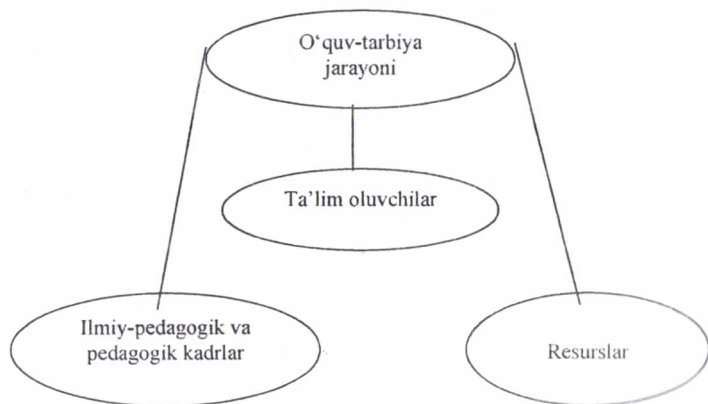 O‘quv-tarbiya
jarayoni
Ta’lim oluvchilar
Ilmiy-pedagogik va
pedagogik kadrlar
Resurslar